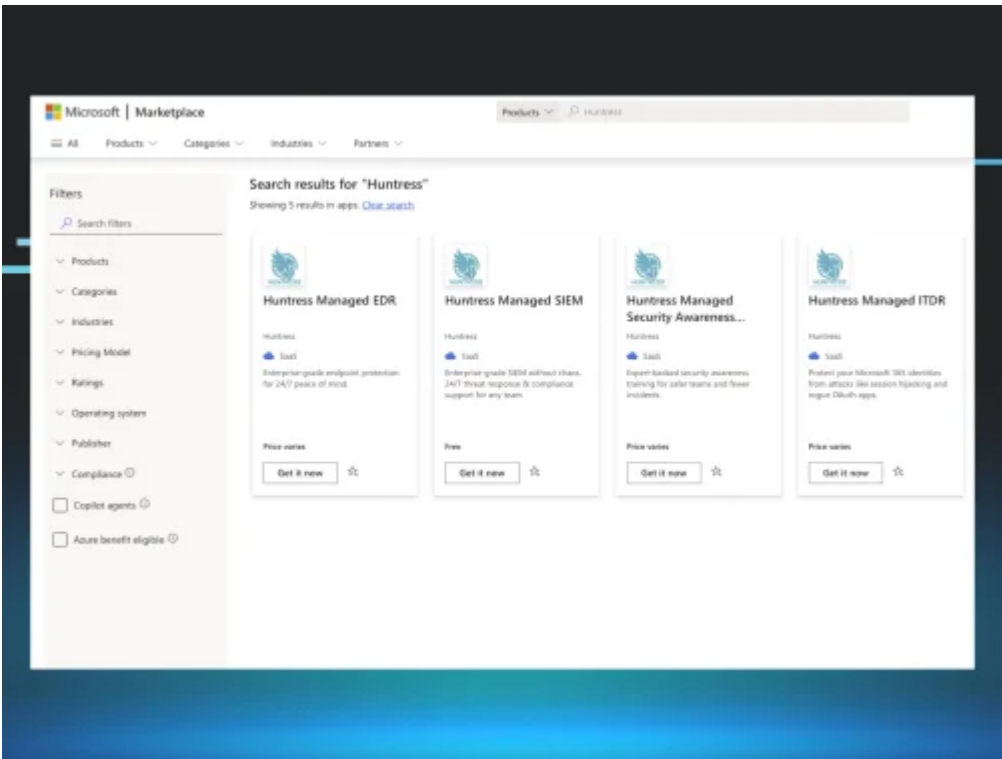 Microsoft | Marketplace
Products
Huntress
All
Products
Categories
Industries
Partners
Filters
Search filters
Products
Categories
Industries
Pricing Model
Ratings
Operating system
Publisher
Compliance
Copilot agents
Azure benefit eligible
Search results for "Huntress"
Showing 5 results in apps. Clear search
Huntress Managed EDR
Huntress
SaaS
Enterprise-grade endpoint protection
for 24/7 peace of mind.
Price varies
Get it now
Huntress Managed SIEM
Huntress
SaaS
Enterprise-grade SIEM without chaos.
24/7 threat response & compliance
support for any team
Free
Get it now
Huntress Managed
Security Awareness...
Huntress
SaaS
Expert-backed security awareness
training for safer teams and fewer
incidents.
Price varies
Get it now
Huntress Managed ITDR
Huntress
SaaS
Protect your Microsoft 365 identities
from attacks like session hijacking and
rogue OAuth apps.
Price varies
Get it now